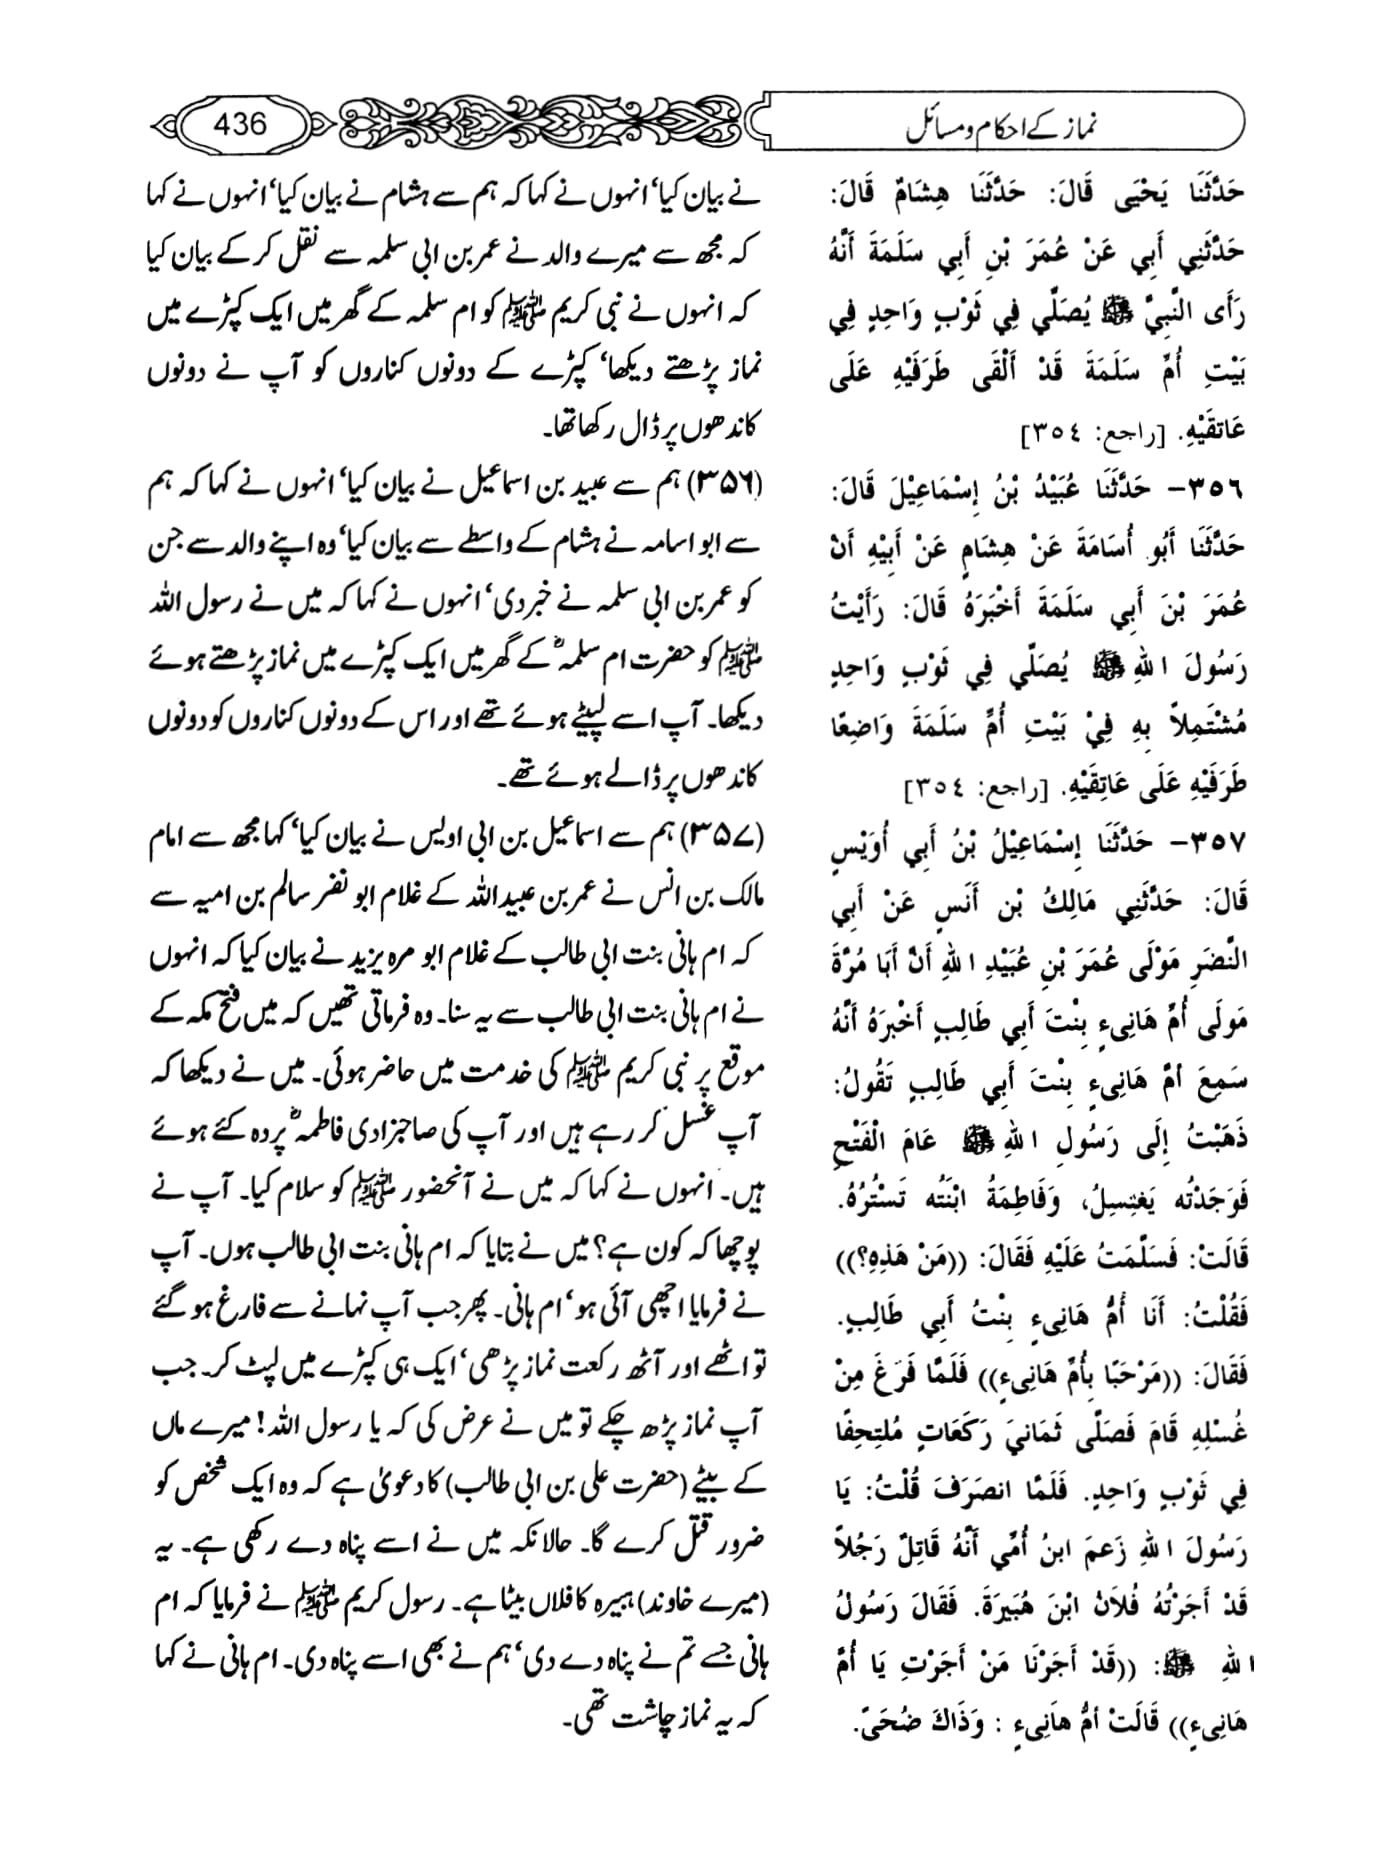 نماز کے احکام و مسائل
436
حَدَّثَنَا يَحْيَى قَالَ: حَدَّثَنَا هِشَامٌ قَالَ:
حَدَّثَنِي أَبِي عَنْ عُمَرَ بْنِ أَبِي سَلَمَةَ أَنَّهُ
رَأَى النَّبِيَّ ﷺ يُصَلِّي فِي ثَوْبٍ وَاحِدٍ فِي
بَيْتِ أُمِّ سَلَمَةَ قَدْ أَلْقَى طَرَفَيْهِ عَلَى
عَاتِقَيْهِ. [راجع: ٣٥٤]
٣٥٦- حَدَّثَنَا عُبَيْدُ بْنُ إِسْمَاعِيْلَ قَالَ:
حَدَّثَنَا أَبُو أُسَامَةَ عَنْ هِشَامٍ عَنْ أَبِيْهِ أَنْ
عُمَرَ بْنَ أَبِي سَلَمَةَ أَخْبَرَهُ قَالَ: رَأَيْتُ
رَسُولَ اللهِ ﷺ يُصَلِّي فِي ثَوْبٍ وَاحِدٍ
مُشْتَمِلاً بِهِ فِيْ بَيْتِ أُمِّ سَلَمَةَ وَاضِعًا
طَرَفَيْهِ عَلَى عَاتِقَيْهِ. [راجع: ٣٥٤]
٣٥٧- حَدَّثَنَا إِسْمَاعِيْلُ بْنُ أَبِي أُوَيْسٍ
قَالَ: حَدَّثَنِي مَالِكُ بْن أَنَسٍ عَنْ أَبِي
النَّضَرِ مَوْلَى عُمَرَ بْنِ عُبَيْدِ اللهِ أَنْ أَبَا مُرَّةَ
مَولَى أُمِّ هَانِىءٍ بِنْتَ أَبِي طَالِبٍ أَخْبَرَهُ أَنَّهُ
سَمِعَ أُمَّ هَانِىءٍ بِنْتَ أَبِي طَالِبٍ تَقُولُ:
ذَهَبْتُ إِلَى رَسُولِ اللهِ ﷺ عَامَ الْفَتْحِ
فَوَجَدْتُه يَغتِسِلُ، وَفَاطِمَةُ ابْنَتُه تَسْتُرُهُ.
قَالَتْ: فَسَلَّمَتُ عَلَيْهِ فَقَالَ: ((مَنْ هَذِهِ؟))
فَقُلْتُ: أَنَا أُمُّ هَانِىءٍ بِنْتُ أَبِي طَالِبٍ.
فَقَالَ: ((مَرْحَبًا بِأُمِّ هَانِىءٍ)) فَلَمَّا فَرَغَ مِنْ
غُسْلِهِ قَامَ فَصَلَّى ثَمَانيَ رَكَعَاتٍ مُلتِحِفًا
فِي ثَوْبٍ وَاحِدٍ. فَلَمَّا انصَرَفَ قُلْتُ: يَا
رَسُولَ اللهِ زَعمَ ابنُ أُمِّي أَنَّهُ قَاتِلٌ رَجُلاً
قَدْ أَجَرْتُهُ فُلاَنُ ابْنَ هُبَيرَةَ. فَقَالَ رَسُولُ
اللهِ ﷺ: ((قَدْ أَجَرْنَا مَنْ أَجَرْتِ يَا أُمَّ
هَانِىءٍ)) قَالَتْ أُمُّ هَانِىءٍ : وَذَاكَ ضُحَىً.
نے بیان کیا‘ انہوں نے کہا کہ ہم سے ہشام نے بیان کیا‘ انہوں نے کہا
کہ مجھ سے میرے والد نے عمر بن ابی سلمہ سے نقل کر کے بیان کیا
کہ انہوں نے نبی کریم ﷺ کو ام سلمہ کے گھر میں ایک کپڑے میں
نماز پڑھتے دیکھا‘ کپڑے کے دونوں کناروں کو آپ نے دونوں
کاندھوں پر ڈال رکھا تھا۔
(۳۵۶) ہم سے عبید بن اسماعیل نے بیان کیا‘ انہوں نے کہا کہ ہم
سے ابو اسامہ نے ہشام کے واسطے سے بیان کیا‘ وہ اپنے والد سے جن
کو عمر بن ابی سلمہ نے خبر دی‘ انہوں نے کہا کہ میں نے رسول اللہ
ﷺ کو حضرت ام سلمہؓ کے گھر میں ایک کپڑے میں نماز پڑھتے ہوئے
دیکھا۔ آپ اسے لپیٹے ہوئے تھے اور اس کے دونوں کناروں کو دونوں
کاندھوں پر ڈالے ہوئے تھے۔
(۳۵۷) ہم سے اسماعیل بن ابی اویس نے بیان کیا‘ کہا مجھ سے امام
مالک بن انس نے عمر بن عبیداللہ کے غلام ابو نضر سالم بن امیہ سے
کہ ام ہانی بنت ابی طالب کے غلام ابو مرہ یزید نے بیان کیا کہ انہوں
نے ام ہانی بنت ابی طالب سے یہ سنا۔ وہ فرماتی تھیں کہ میں فتح مکہ کے
موقع پر نبی کریم ﷺ کی خدمت میں حاضر ہوئی۔ میں نے دیکھا کہ
آپ غسل کر رہے ہیں اور آپ کی صاحبزادی فاطمہؓ پردہ کئے ہوئے
ہیں۔ انہوں نے کہا کہ میں نے آنحضور ﷺ کو سلام کیا۔ آپ نے
پوچھا کہ کون ہے؟ میں نے بتایا کہ ام ہانی بنت ابی طالب ہوں۔ آپ
نے فرمایا اچھی آئی ہو‘ ام ہانی۔ پھر جب آپ نہانے سے فارغ ہو گئے
تو اٹھے اور آٹھ رکعت نماز پڑھی‘ ایک ہی کپڑے میں لپٹ کر۔ جب
آپ نماز پڑھ چکے تو میں نے عرض کی کہ یا رسول اللہ! میرے ماں
کے بیٹے (حضرت علی بن ابی طالب) کا دعویٰ ہے کہ وہ ایک شخص کو
ضرور قتل کرے گا۔ حالانکہ میں نے اسے پناہ دے رکھی ہے۔ یہ
(میرے خاوند) ہبیرہ کا فلاں بیٹا ہے۔ رسول کریم ﷺ نے فرمایا کہ ام
ہانی جسے تم نے پناہ دے دی‘ ہم نے بھی اسے پناہ دی۔ ام ہانی نے کہا
کہ یہ نماز چاشت تھی۔